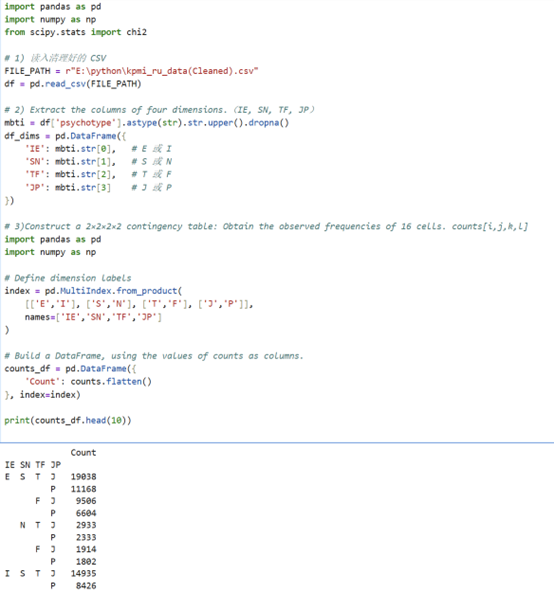 import pandas as pd
import numpy as np
from scipy.stats import chi2
# 1) 读入清理好的 CSV
FILE_PATH = r"E:\python\kpmi_ru_data(Cleaned).csv"
df = pd.read_csv(FILE_PATH)
# 2) Extract the columns of four dimensions.（IE, SN, TF, JP）
mbti = df['psychotype'].astype(str).str.upper().dropna()
df_dims = pd.DataFrame({
'IE': mbti.str[0], # E 或 I
'SN': mbti.str[1], # S 或 N
'TF': mbti.str[2], # T 或 F
'JP': mbti.str[3] # J 或 P
})
# 3)Construct a 2×2×2×2 contingency table: Obtain the observed frequencies of 16 cells. counts[i,j,k,l]
import pandas as pd
import numpy as np
# Define dimension labels
index = pd.MultiIndex.from_product(
[['E','I'], ['S','N'], ['T','F'], ['J','P']],
names=['IE','SN','TF','JP']
)
# Build a DataFrame, using the values of counts as columns.
counts_df = pd.DataFrame({
'Count': counts.flatten()
}, index=index)
print(counts_df.head(10))
Count
IE SN TF JP
E S T J 19038
P 11168
F J 9506
P 6604
N T J 2933
P 2333
F J 1914
P 1802
I S T J 14935
P 8426